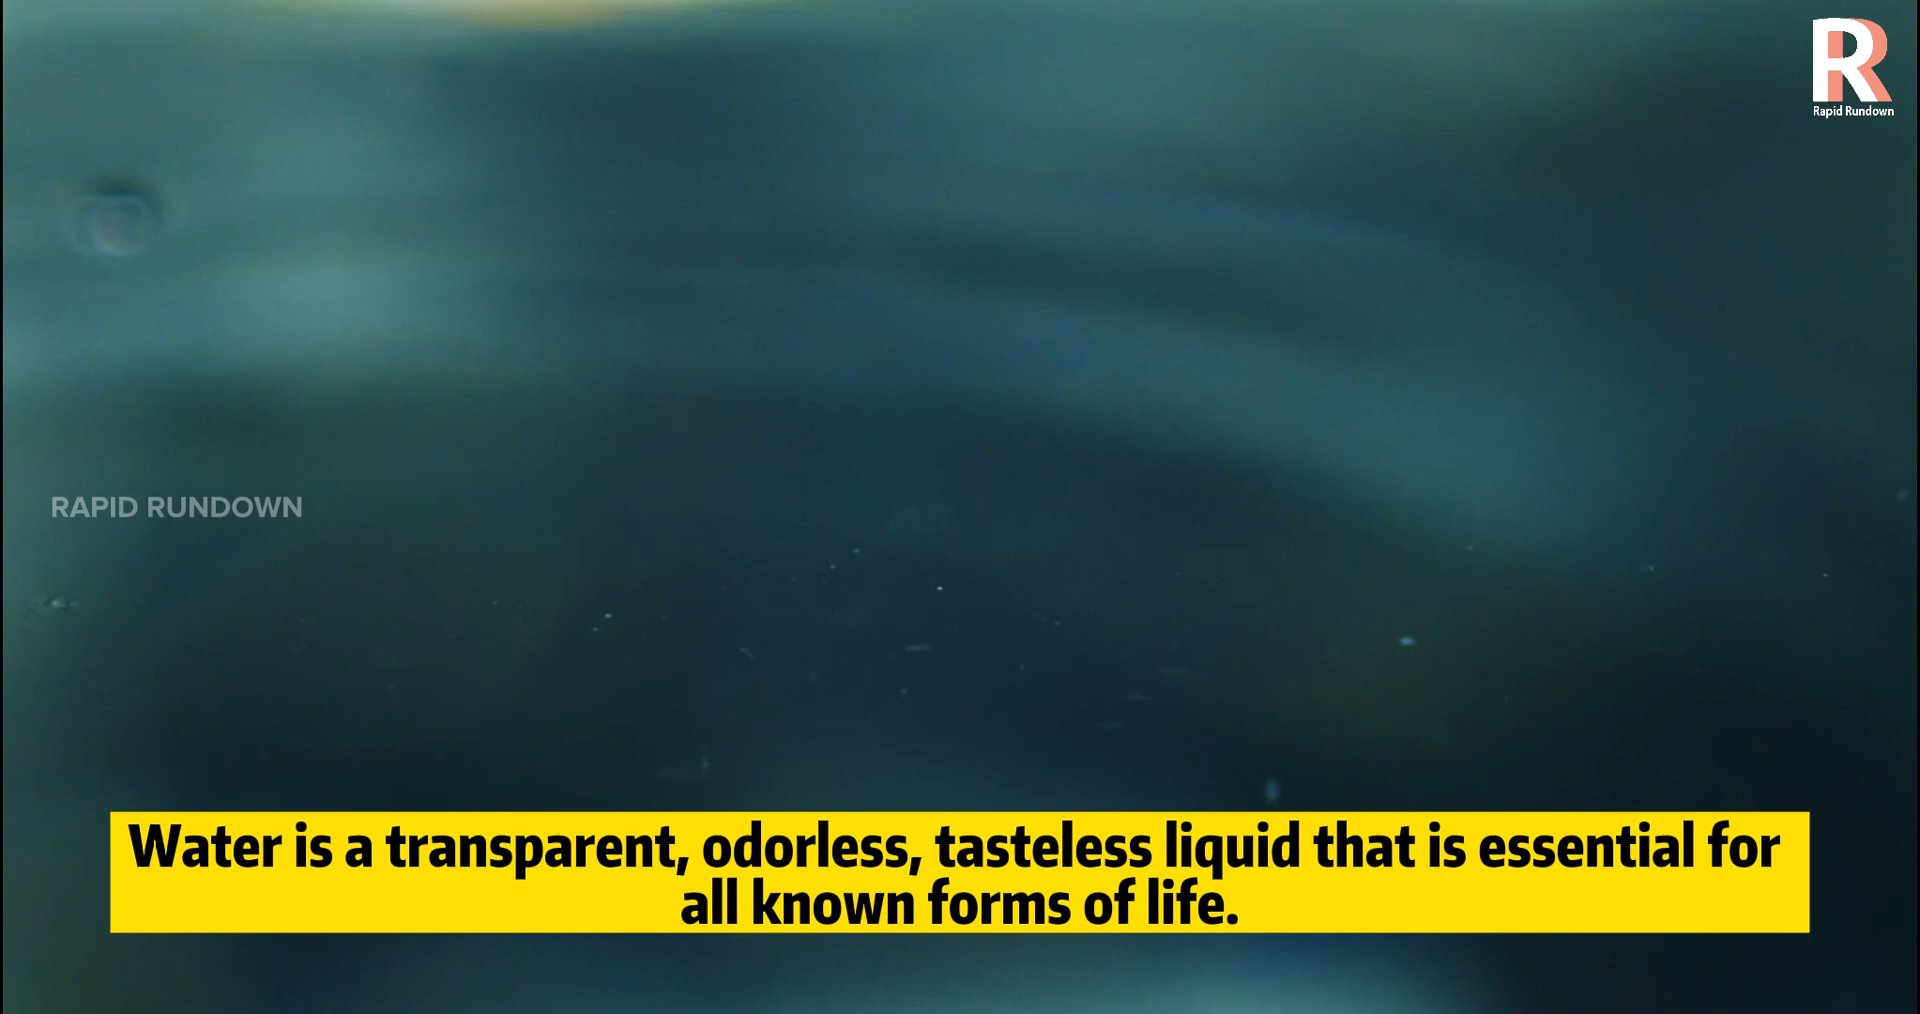 R
Rapid Rundown
RAPID RUNDOWN
Water is a transparent, odorless, tasteless liquid that is essential for
all known forms of life.